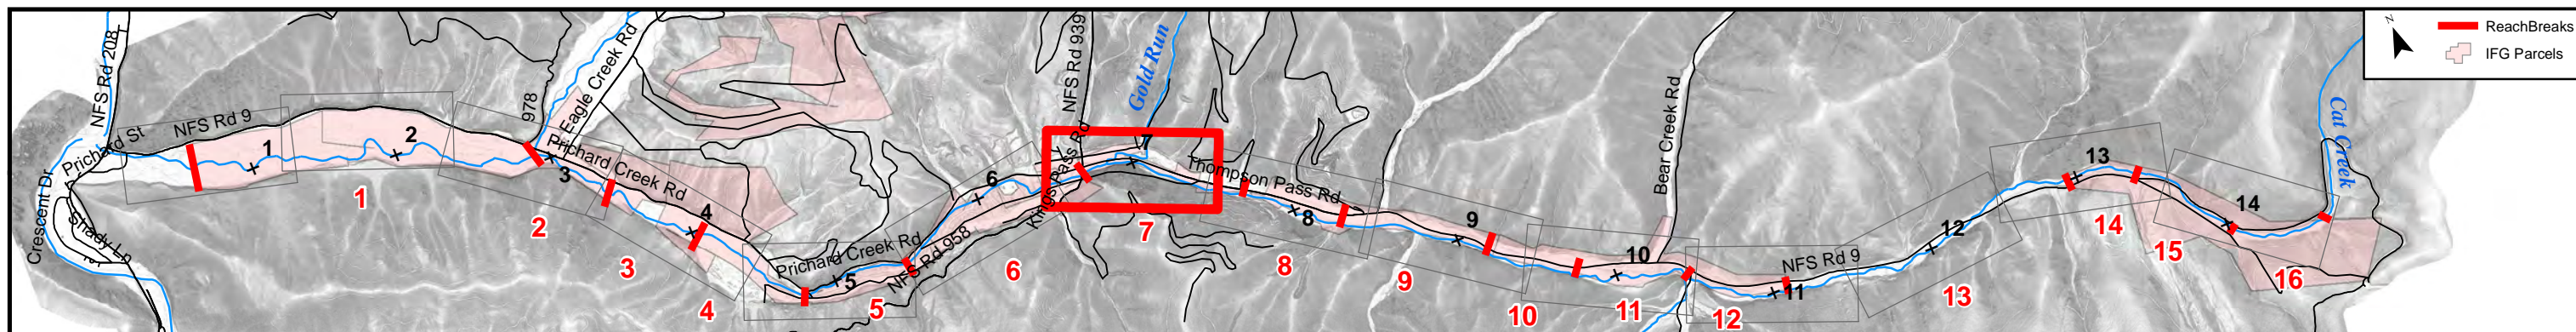 NFS Rd 208
Prichard St
NFS Rd 9
Crescent Dr
Shady Ln
1
2
1
978
Eagle Creek Rd
3
2
Prichard Creek Rd
4
3
4
Prichard Creek Rd
5
5
NFS Rd 958
6
6
Kings Pass Rd
NFS Rd 939
Gold Run
7
7
Thompson Pass Rd
8
8
9
9
10
10
11
Bear Creek Rd
NFS Rd 9
11
12
12
13
13
14
14
15
16
Cat Creek
N
ReachBreaks
IFG Parcels